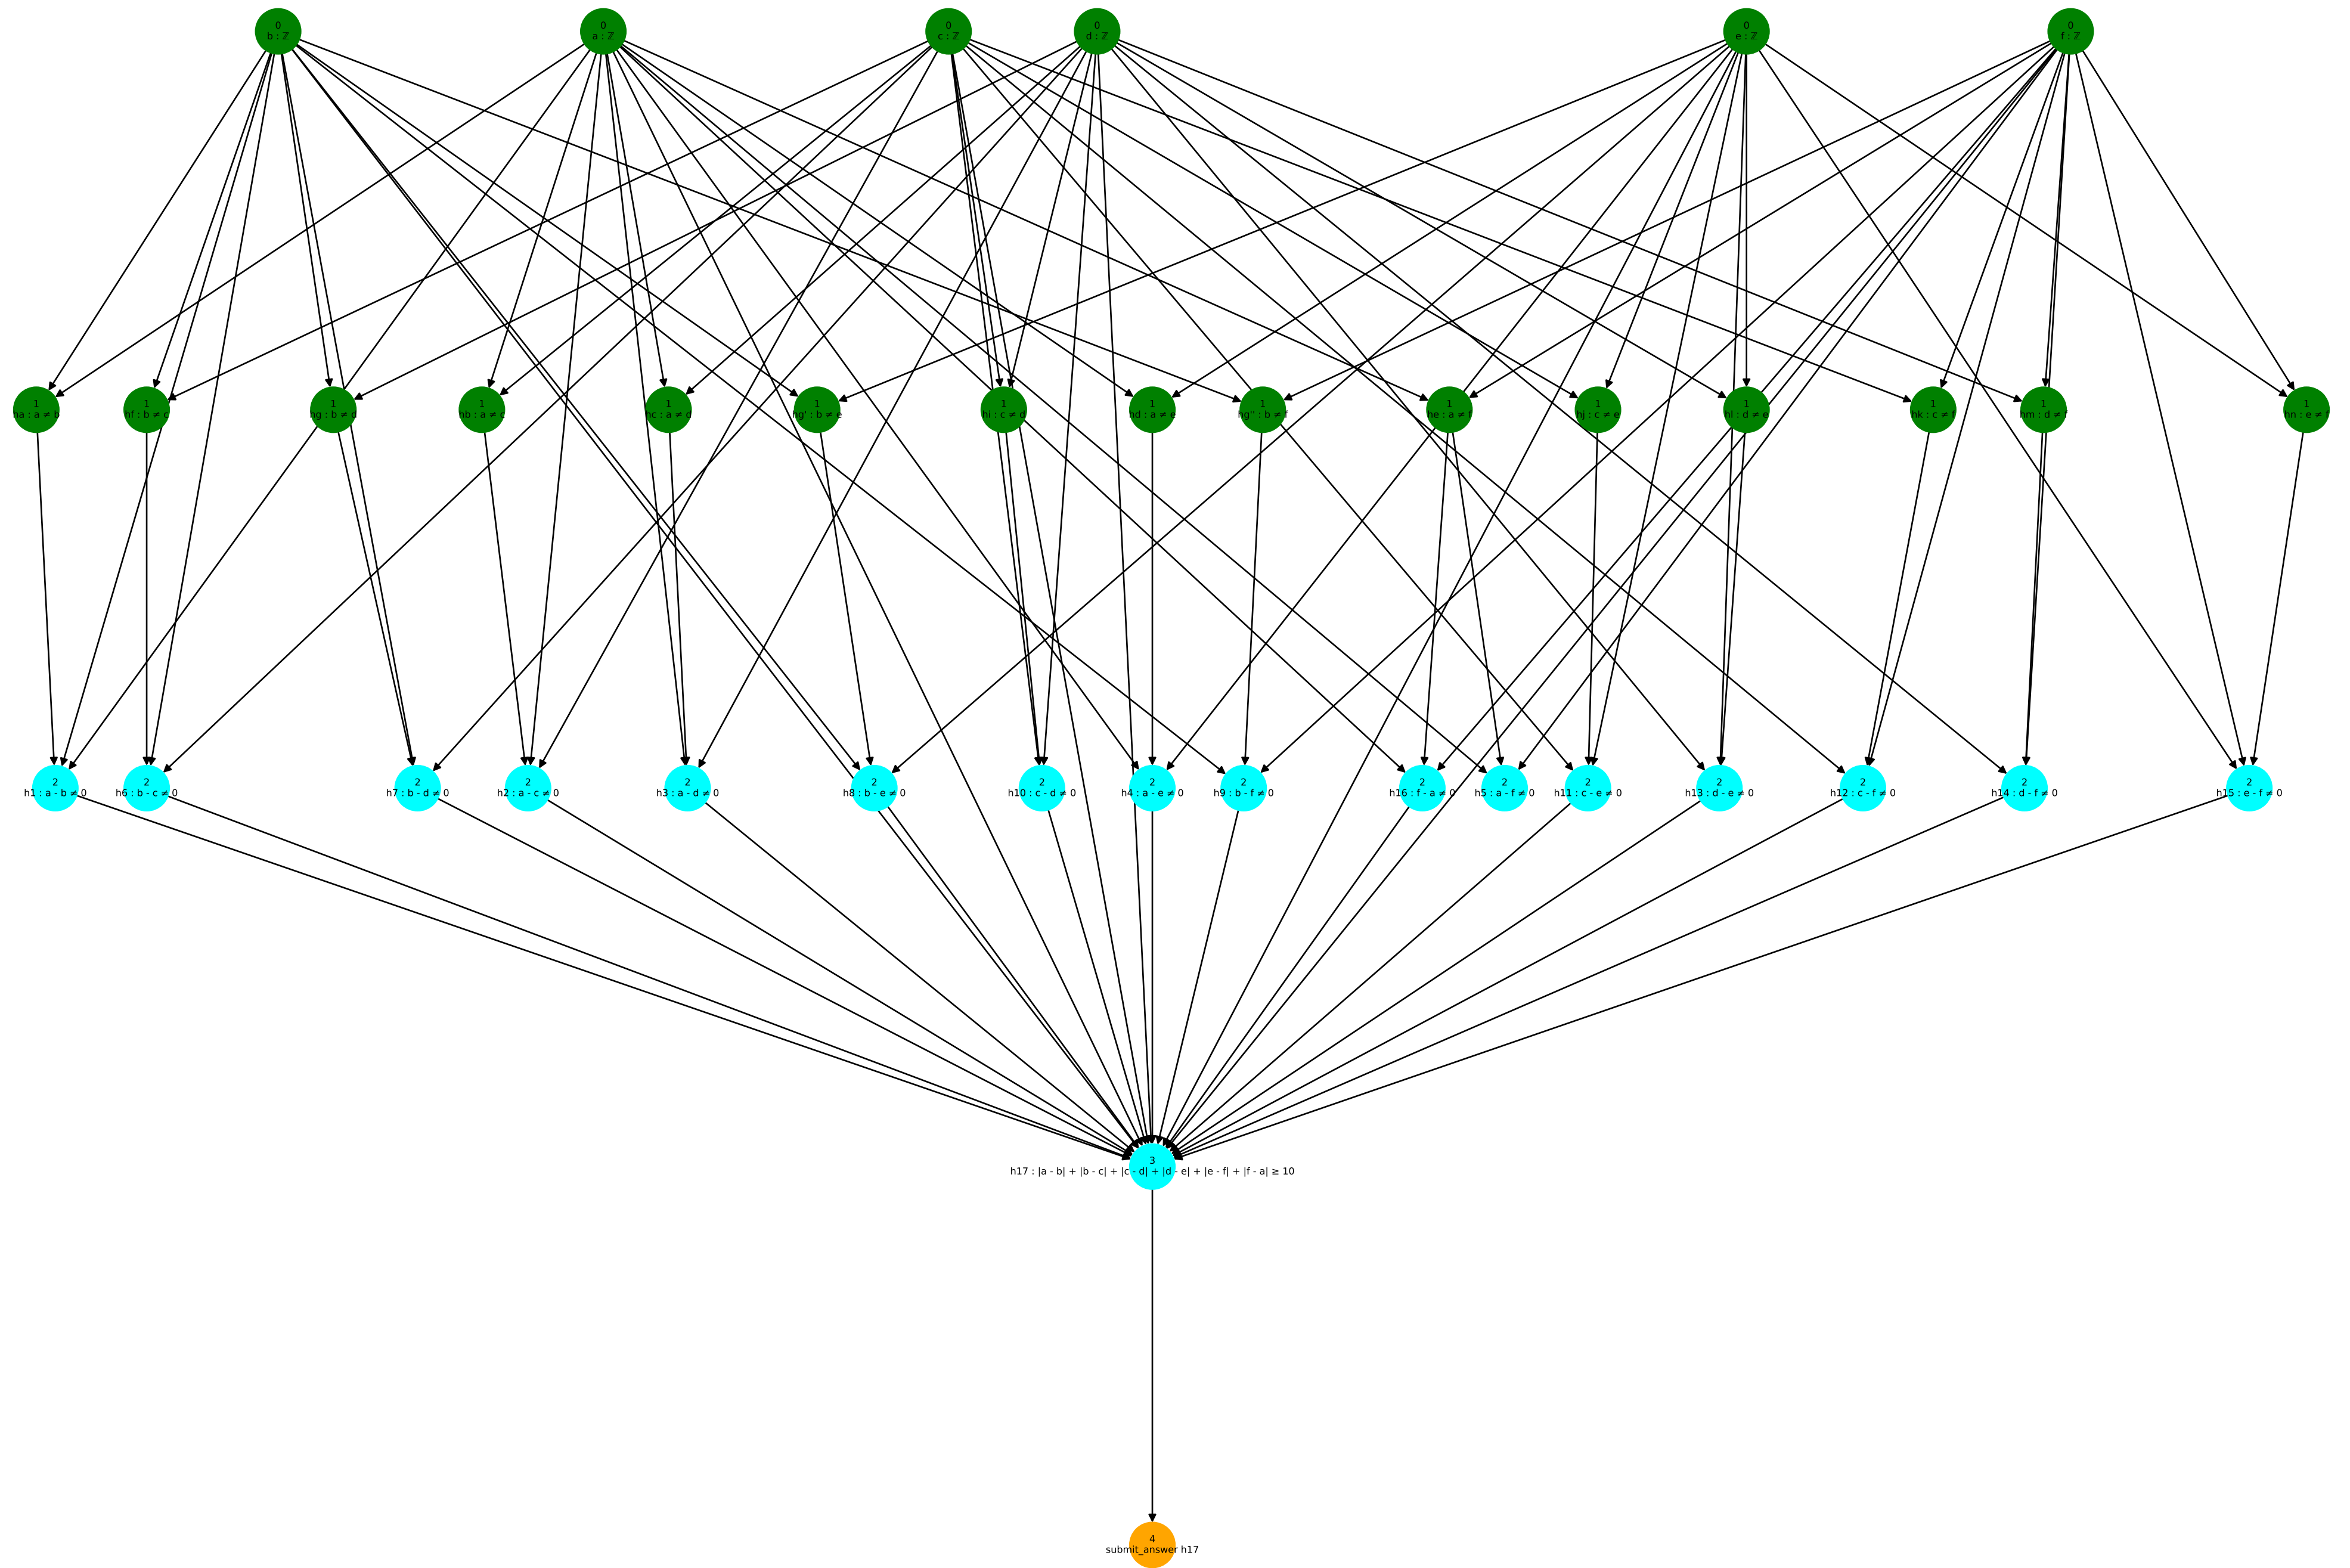 0
b : ℤ
0
a : ℤ
0
c : ℤ
0
d : ℤ
0
e : ℤ
0
f : ℤ
1
ha : a ≠ b
1
hf : b ≠ c
1
hg : b ≠ d
1
hb : a ≠ c
1
hc : a ≠ d
1
hg' : b ≠ e
1
hi : c ≠ d
1
hd : a ≠ e
1
hg'' : b ≠ f
1
he : a ≠ f
1
hj : c ≠ e
1
hl : d ≠ e
1
hk : c ≠ f
1
hm : d ≠ f
1
hn : e ≠ f
2
h1 : a - b ≠ 0
2
h6 : b - c ≠ 0
2
h7 : b - d ≠ 0
2
h2 : a - c ≠ 0
2
h3 : a - d ≠ 0
2
h8 : b - e ≠ 0
2
h10 : c - d ≠ 0
2
h4 : a - e ≠ 0
2
h9 : b - f ≠ 0
2
h16 : f - a ≠ 0
2
h5 : a - f ≠ 0
2
h11 : c - e ≠ 0
2
h13 : d - e ≠ 0
2
h12 : c - f ≠ 0
2
h14 : d - f ≠ 0
2
h15 : e - f ≠ 0
3
h17 : |a - b| + |b - c| + |c - d| + |d - e| + |e - f| + |f - a| ≥ 10
4
submit_answer h17